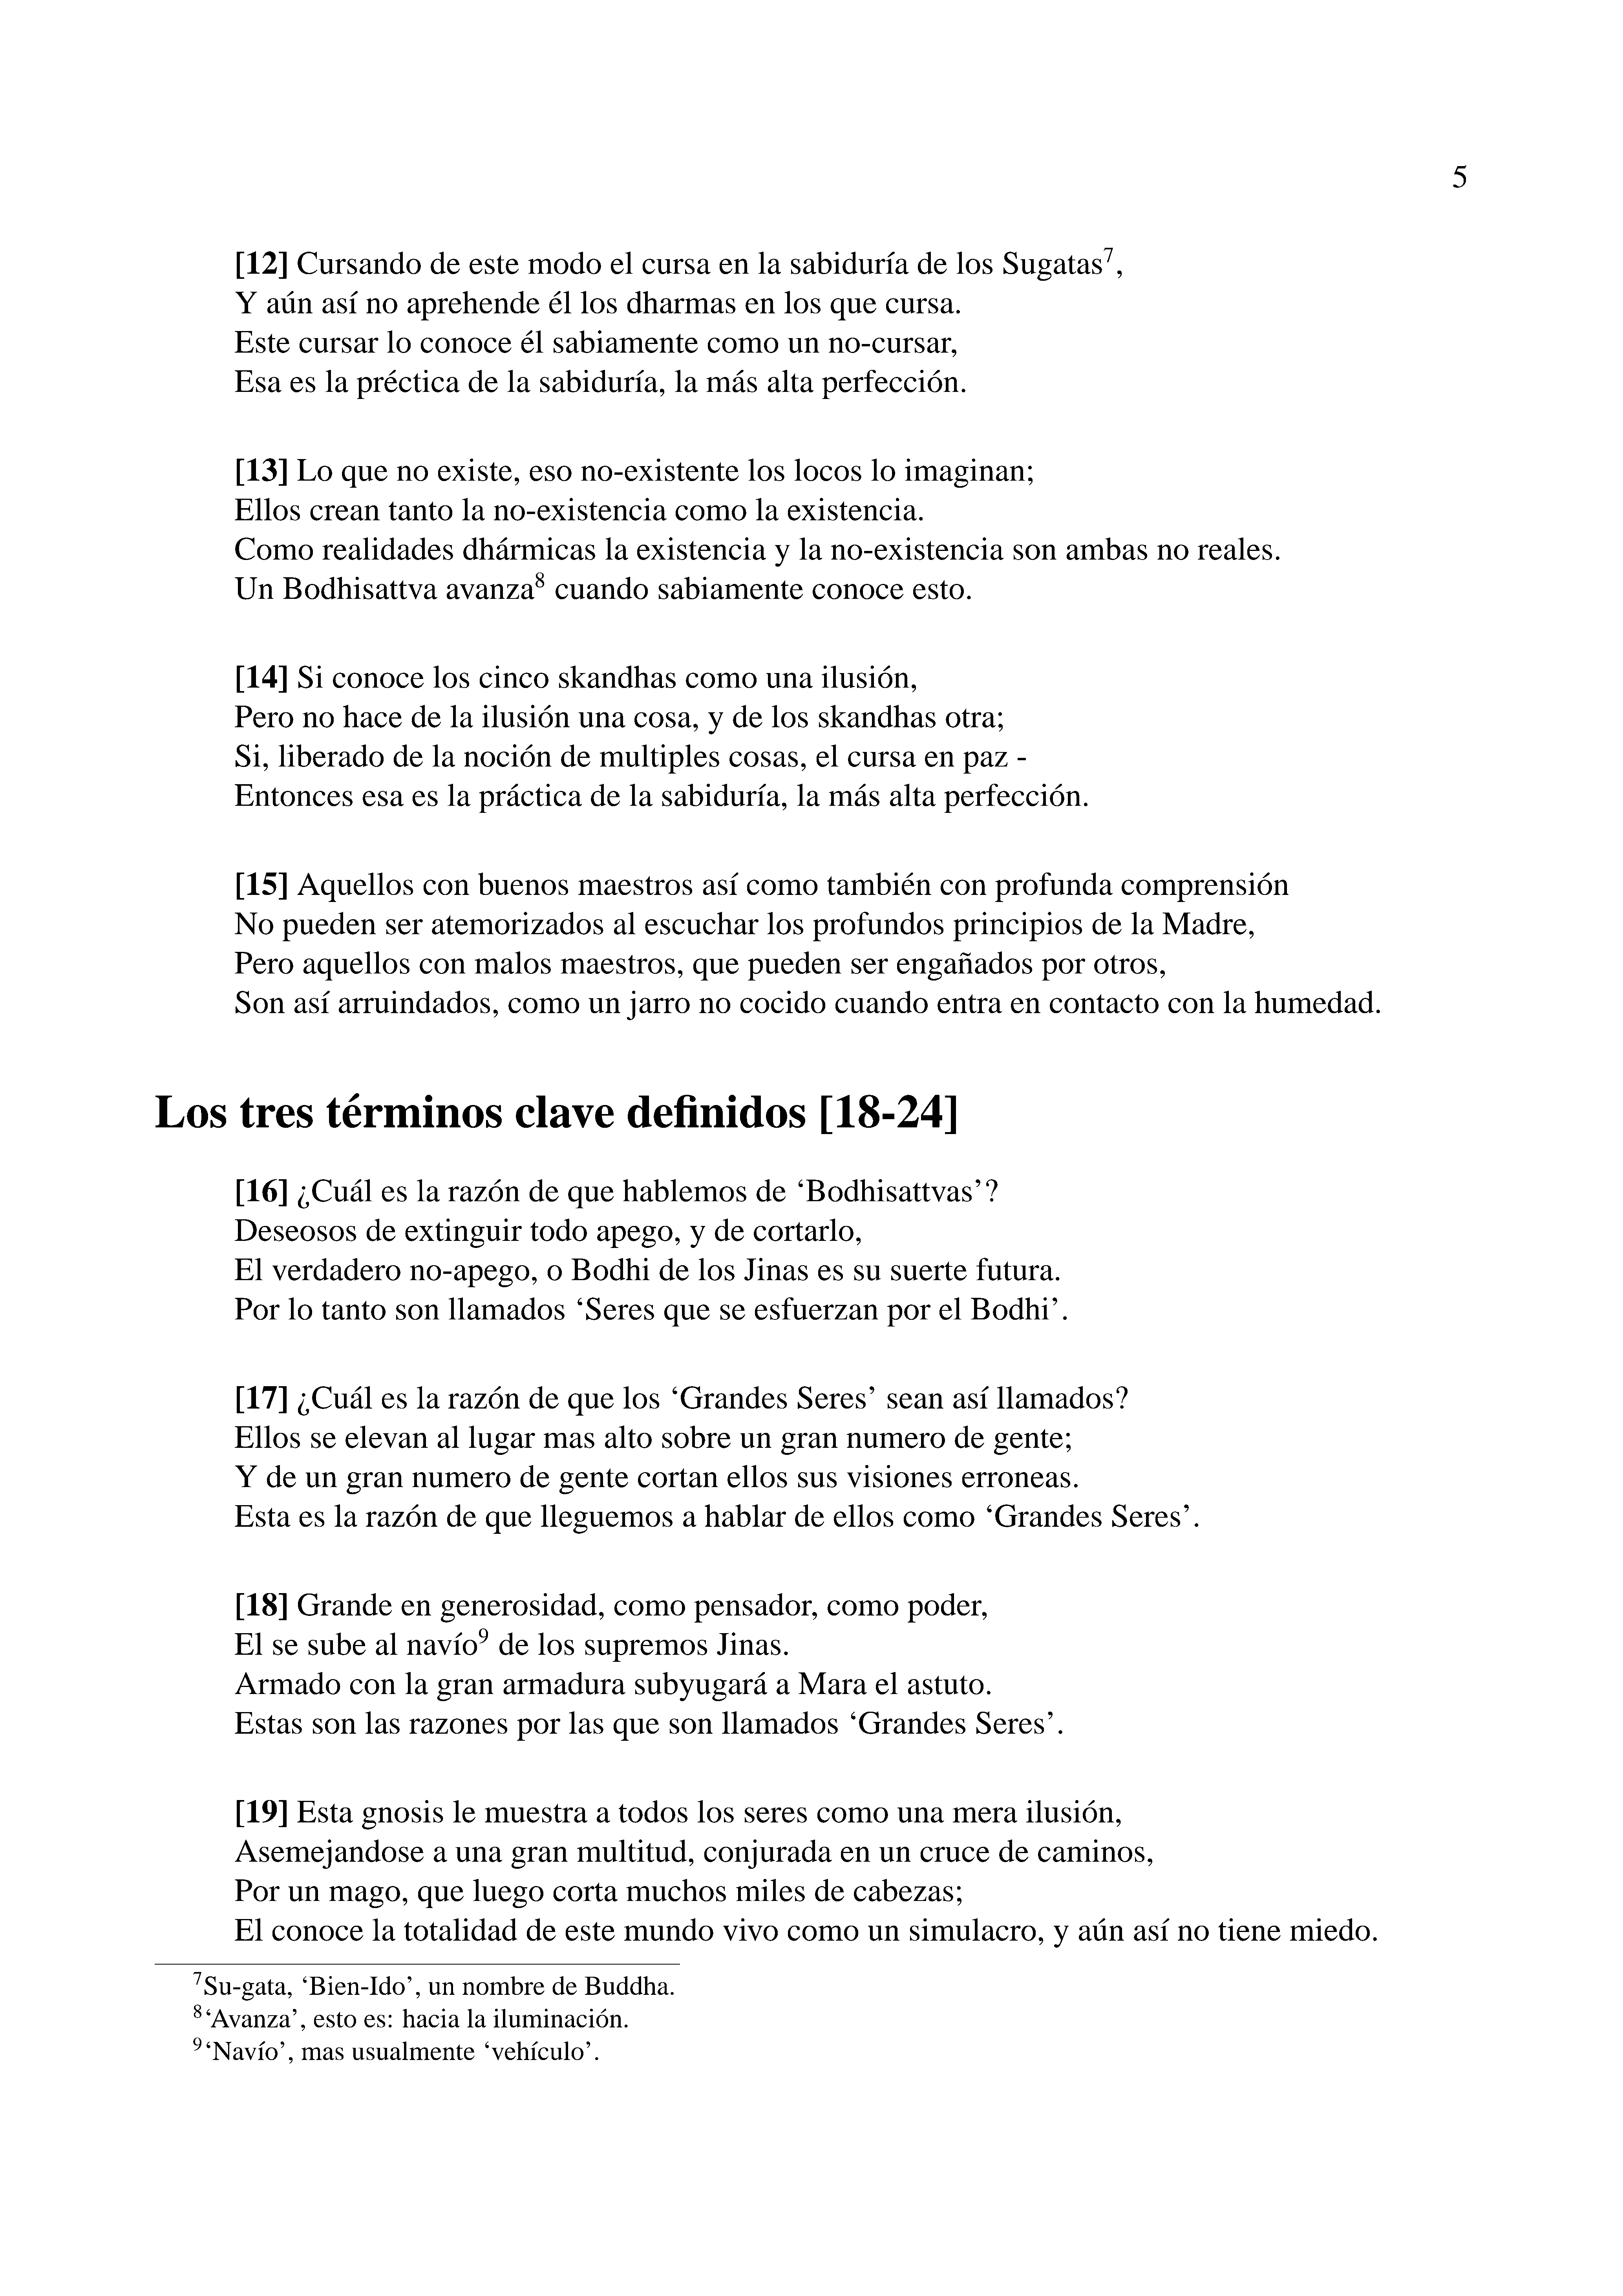 5
[12] Cursando de este modo el cursa en la sabiduría de los Sugatas7,
Y aún así no aprehende él los dharmas en los que cursa.
Este cursar lo conoce él sabiamente como un no-cursar,
Esa es la préctica de la sabiduría, la más alta perfección.
[13] Lo que no existe, eso no-existente los locos lo imaginan;
Ellos crean tanto la no-existencia como la existencia.
Como realidades dhármicas la existencia y la no-existencia son ambas no reales.
Un Bodhisattva avanza8 cuando sabiamente conoce esto.
[14] Si conoce los cinco skandhas como una ilusión,
Pero no hace de la ilusión una cosa, y de los skandhas otra;
Si, liberado de la noción de multiples cosas, el cursa en paz -
Entonces esa es la práctica de la sabiduría, la más alta perfección.
[15] Aquellos con buenos maestros así como también con profunda comprensión
No pueden ser atemorizados al escuchar los profundos principios de la Madre,
Pero aquellos con malos maestros, que pueden ser engañados por otros,
Son así arruindados, como un jarro no cocido cuando entra en contacto con la humedad.
Los tres términos clave definidos [18-24]
[16] ¿Cuál es la razón de que hablemos de ‘Bodhisattvas’?
Deseosos de extinguir todo apego, y de cortarlo,
El verdadero no-apego, o Bodhi de los Jinas es su suerte futura.
Por lo tanto son llamados ‘Seres que se esfuerzan por el Bodhi’.
[17] ¿Cuál es la razón de que los ‘Grandes Seres’ sean así llamados?
Ellos se elevan al lugar mas alto sobre un gran numero de gente;
Y de un gran numero de gente cortan ellos sus visiones erroneas.
Esta es la razón de que lleguemos a hablar de ellos como ‘Grandes Seres’.
[18] Grande en generosidad, como pensador, como poder,
El se sube al navío9 de los supremos Jinas.
Armado con la gran armadura subyugará a Mara el astuto.
Estas son las razones por las que son llamados ‘Grandes Seres’.
[19] Esta gnosis le muestra a todos los seres como una mera ilusión,
Asemejandose a una gran multitud, conjurada en un cruce de caminos,
Por un mago, que luego corta muchos miles de cabezas;
El conoce la totalidad de este mundo vivo como un simulacro, y aún así no tiene miedo.
7Su-gata, ‘Bien-Ido’, un nombre de Buddha.
8‘Avanza’, esto es: hacia la iluminación.
9‘Navío’, mas usualmente ‘vehículo’.